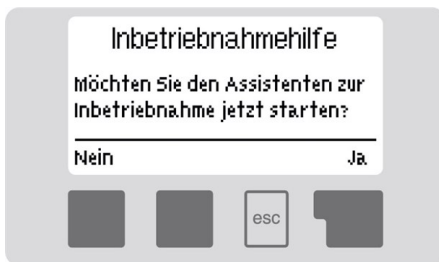 Inbetriebnahmehilfe
Möchten Sie den Assistenten zur
Inbetriebnahme jetzt starten?
Nein Ja
esc